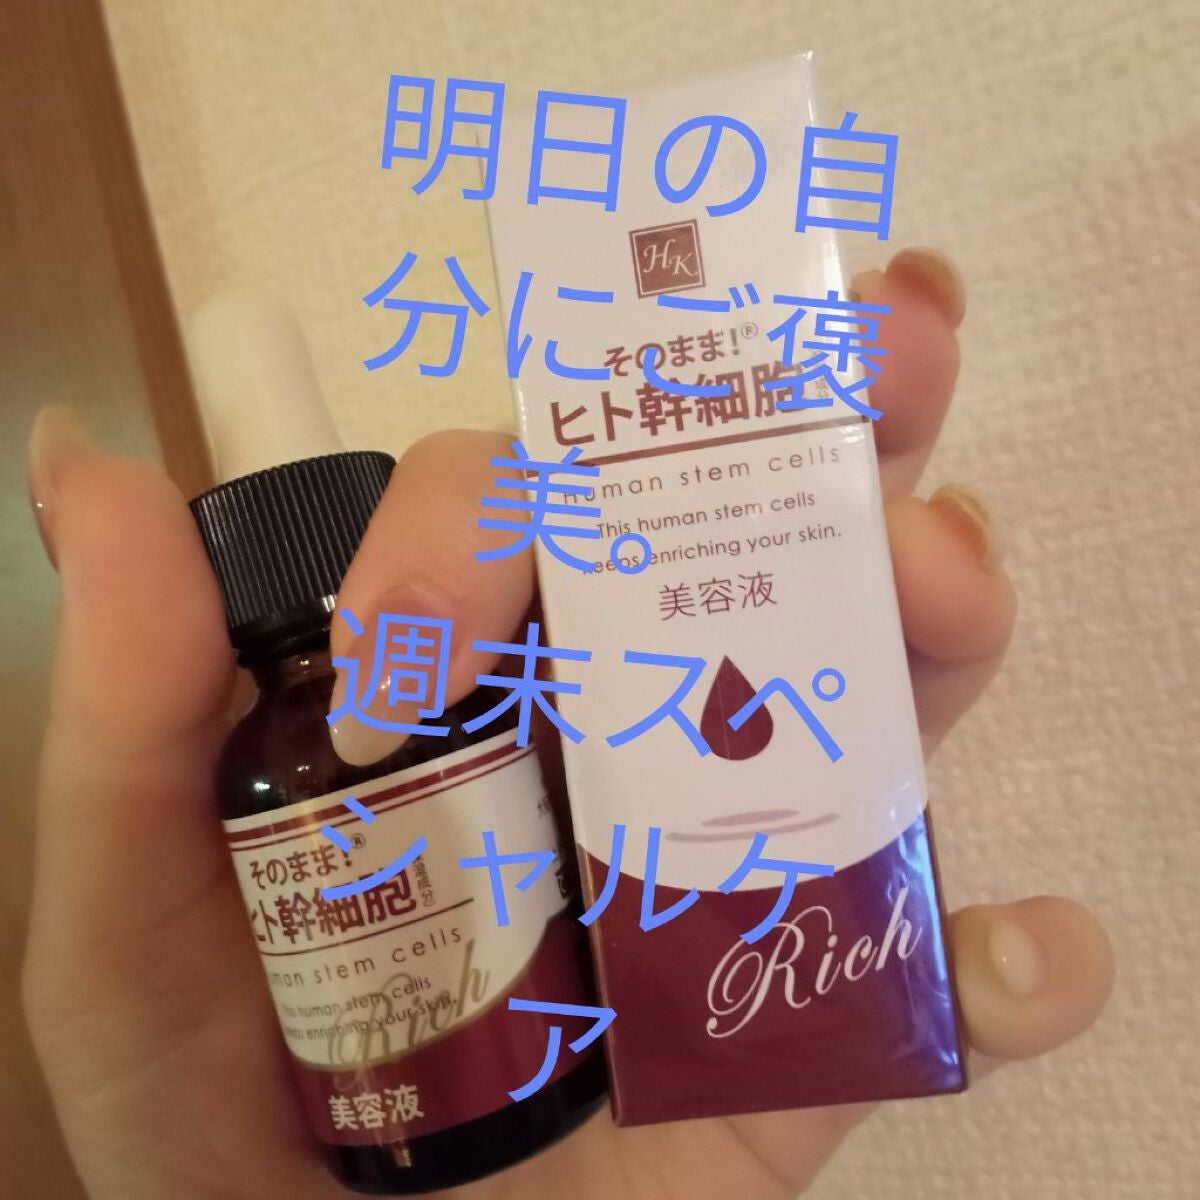 明日の自
分にご褒
美。
週末スペ
シャルケ
ア
HK
そのまま!®
ヒト幹細胞
Human stem cells
This human stem cells
keeps enriching your skin.
美容液
Rich
そのまま!®
ヒト幹細胞
Human stem cells
This human stem cells
keeps enriching your skin.
Rich
美容液